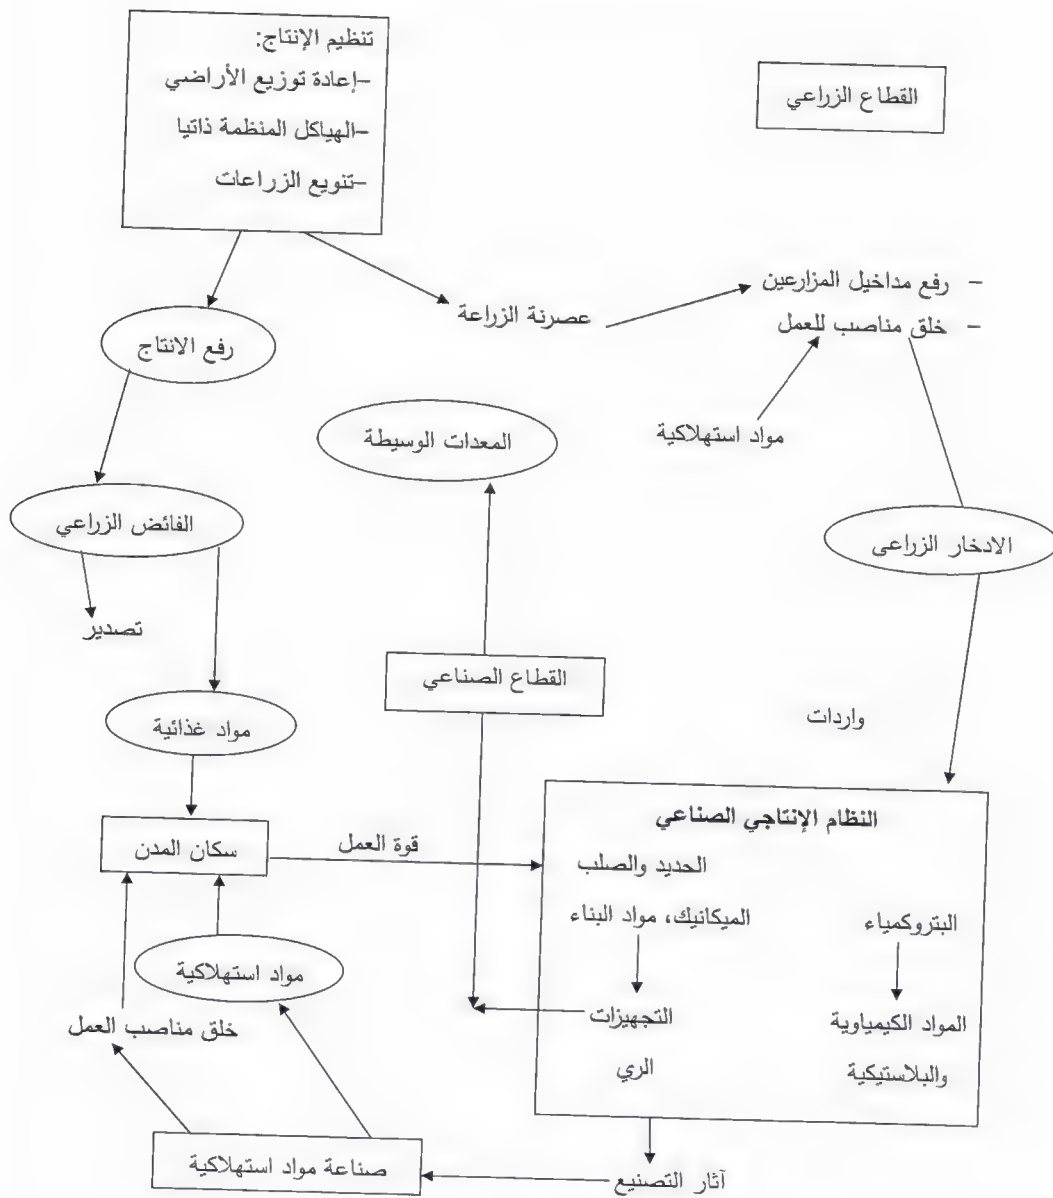 تنظيم الإنتاج:
–إعادة توزيع الأراضي
–الهياكل المنظمة ذاتيا
–تنويع الزراعات
القطاع الزراعي
– رفع مداخيل المزارعين
– خلق مناصب للعمل
عصرنة الزراعة
رفع الانتاج
المعدات الوسيطة
مواد استهلاكية
الفائض الزراعي
الادخار الزراعي
تصدير
القطاع الصناعي
مواد غذائية
واردات
النظام الإنتاجي الصناعي
الحديد والصلب
الميكانيك، مواد البناء
البتروكمياء
التجهيزات
المواد الكيمياوية
الري
والبلاستيكية
سكان المدن
قوة العمل
مواد استهلاكية
خلق مناصب العمل
صناعة مواد استهلاكية
آثار التصنيع